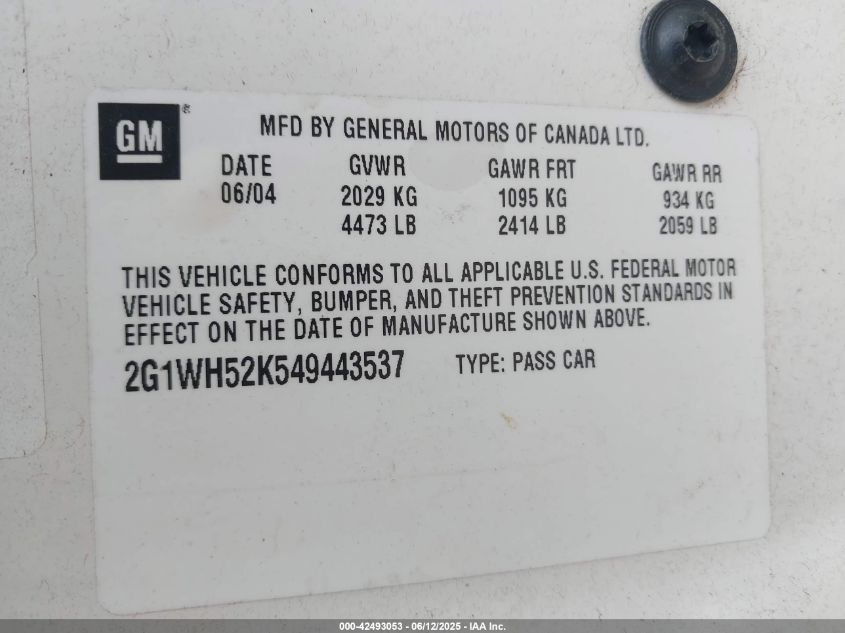 GM®
MFD BY GENERAL MOTORS OF CANADA LTD.
DATE GVWR GAWR FRT GAWR RR
06/04 2029 KG 1095 KG 934 KG
4473 LB 2414 LB 2059 LB
THIS VEHICLE CONFORMS TO ALL APPLICABLE U.S. FEDERAL MOTOR
VEHICLE SAFETY, BUMPER, AND THEFT PREVENTION STANDARDS IN
EFFECT ON THE DATE OF MANUFACTURE SHOWN ABOVE.
2G1WH52K549443537 TYPE: PASS CAR
000-42493053 - 06/12/2025 - IAA Inc.